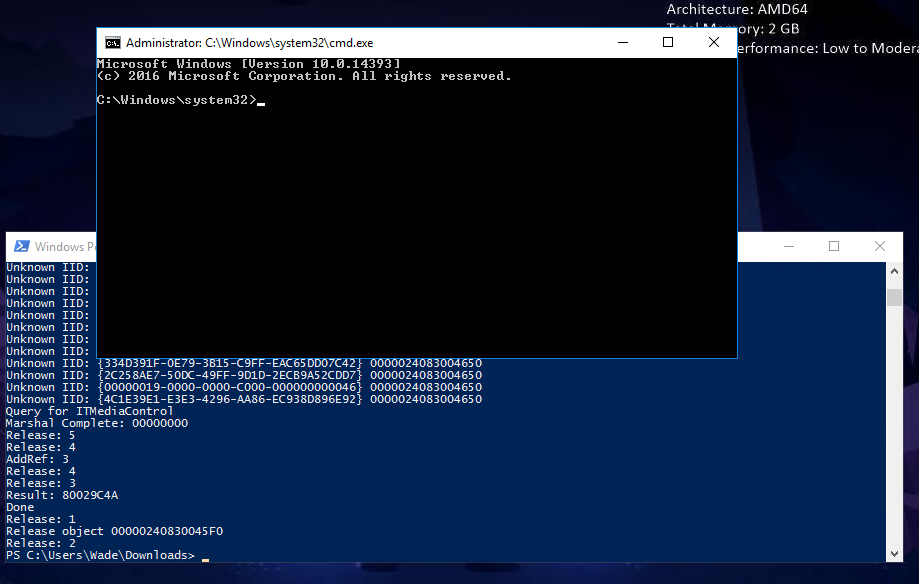 Architecture: AMD64
Total Memory: 2 GB
erformance: Low to Modera
Administrator: C:\Windows\system32\cmd.exe
Microsoft Windows [Version 10.0.14393]
(c) 2016 Microsoft Corporation. All rights reserved.
C:\Windows\system32>
Windows P
Unknown IID:
Unknown IID:
Unknown IID:
Unknown IID:
Unknown IID:
Unknown IID:
Unknown IID:
Unknown IID:
Unknown IID: {334D391F-0E79-3B15-C9FF-EAC65DD07C42} 0000024083004650
Unknown IID: {2C258AE7-50DC-49FF-9D1D-2ECB9A52CDD7} 0000024083004650
Unknown IID: {00000019-0000-0000-C000-000000000046} 0000024083004650
Unknown IID: {4C1E39E1-E3E3-4296-AA86-EC938D896E92} 0000024083004650
Query for ITMediaControl
Marshal Complete: 00000000
Release: 5
Release: 4
AddRef: 3
Release: 4
Release: 3
Result: 80029C4A
Done
Release: 1
Release object 00000240830045F0
Release: 2
PS C:\Users\Wade\Downloads>